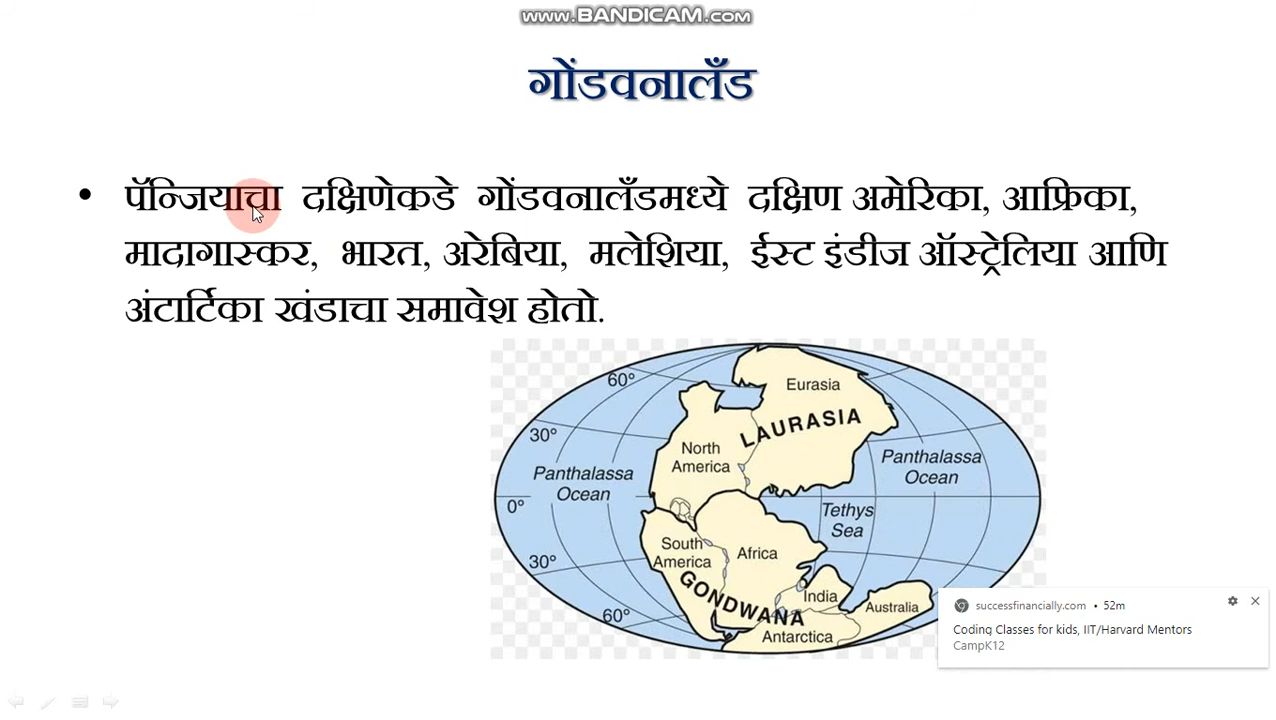 www.BANDICAM.com
गोंडवनालँड
• पॅन्जियाचा दक्षिणेकडे गोंडवनालँडमध्ये दक्षिण अमेरिका, आफ्रिका,
मादागास्कर, भारत, अरेबिया, मलेशिया, ईस्ट इंडीज ऑस्ट्रेलिया आणि
अंटार्टिका खंडाचा समावेश होतो.
60°
Eurasia
LAURASIA
30°
North
America
Panthalassa
Ocean
Panthalassa
Ocean
0°
Tethys
Sea
South
America
Africa
30°
GONDWANA
India
Australia
60°
Antarctica
successfinancially.com • 52m
Coding Classes for kids, IIT/Harvard Mentors
CampK12